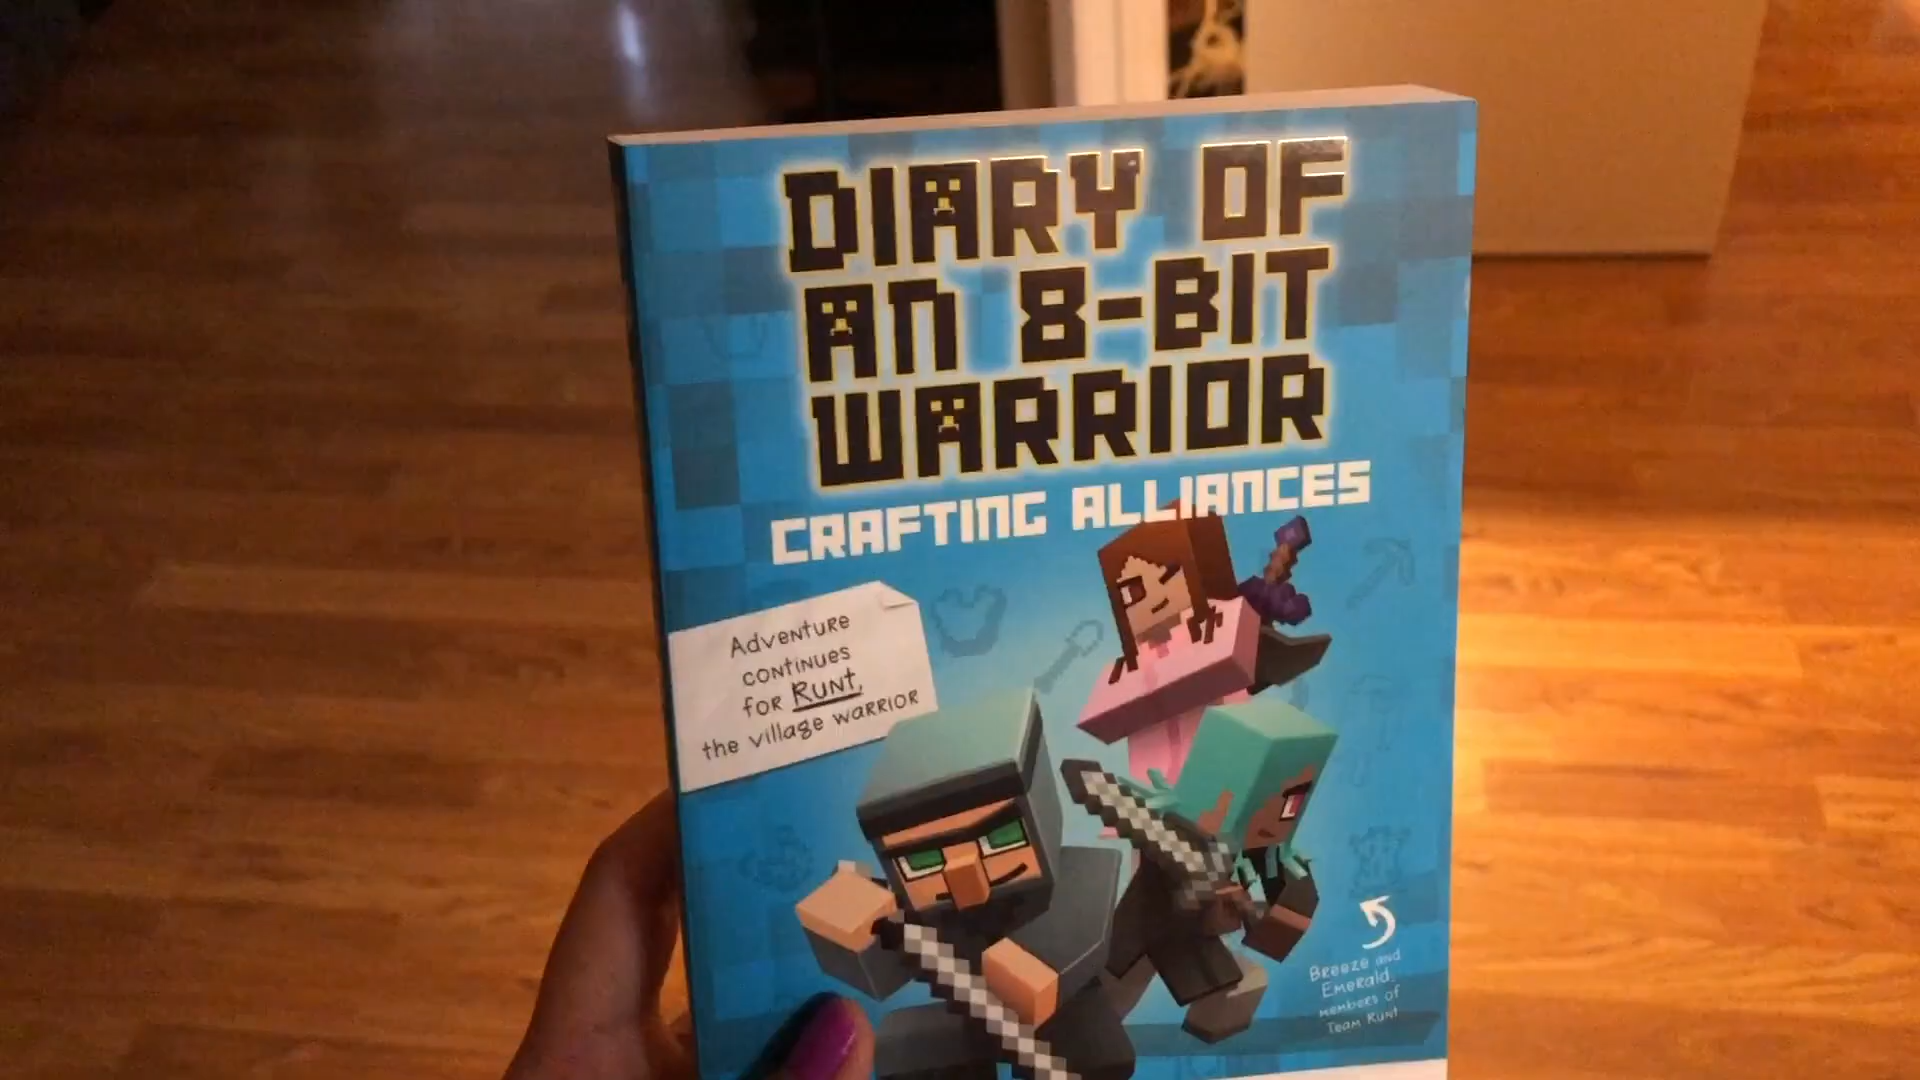 DIARY OF
AN 8-BIT
WARRIOR
CRAFTING ALLIANCES
Adventure
continues
for Runt,
the village warrior
Breeze and
Emerald,
members of
Team Runt